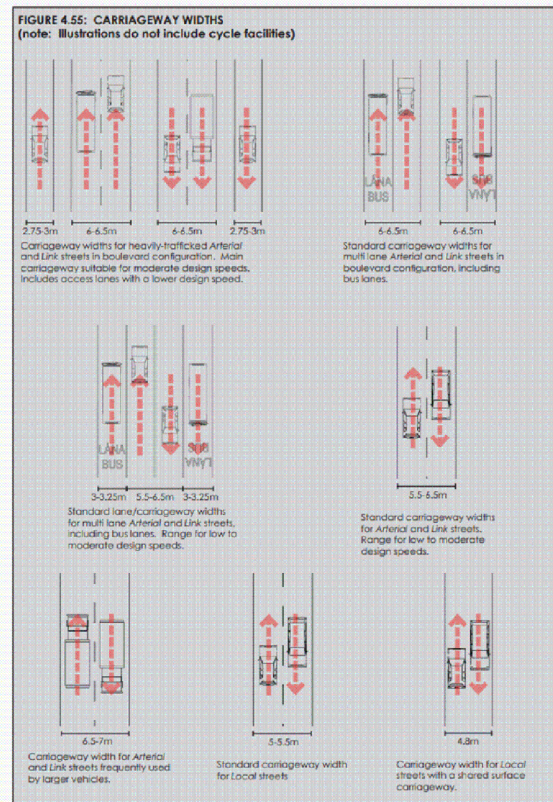 FIGURE 4.55: CARRIAGEWAY WIDTHS
(note: Illustrations do not include cycle facilities)
LÁNA
BUS
SUB
LÁNA
2.75-3m
6-6.5m
6-6.5m
2.75-3m
6-6.5m
6-6.5m
Carriageway widths for heavily-trafficked Arterial
and Link streets in boulevard configuration. Main
carriageway suitable for moderate design speeds.
Includes access lanes with a lower design speed.
Standard carriageway widths for
multi lane Arterial and Link streets in
boulevard configuration, including
bus lanes.
LÁNA
BUS
BUS
LÁNA
3-3.25m
5.5-6.5m
3-3.25m
5.5-6.5m
Standard lane/carriageway widths
for multi lane Arterial and Link streets,
including bus lanes. Range for low to
moderate design speeds.
Standard carriageway widths
for Arterial and Link streets.
Range for low to moderate
design speeds.
6.5-7m
5-5.5m
4.8m
Carriageway width for Arterial
and Link streets frequently used
by larger vehicles.
Standard carriageway width
for Local streets
Carriageway width for Local
streets with a shared surface
carriageway.